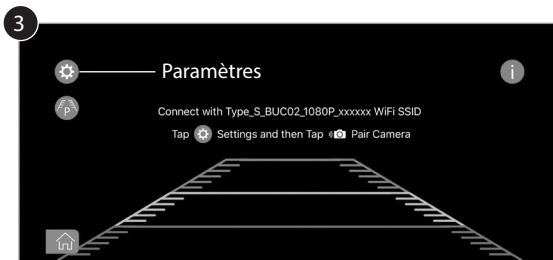 3
Paramètres
i
P
Connect with Type_S_BUC02_1080P_xxxxxx WiFi SSID
Tap Settings and then Tap Pair Camera